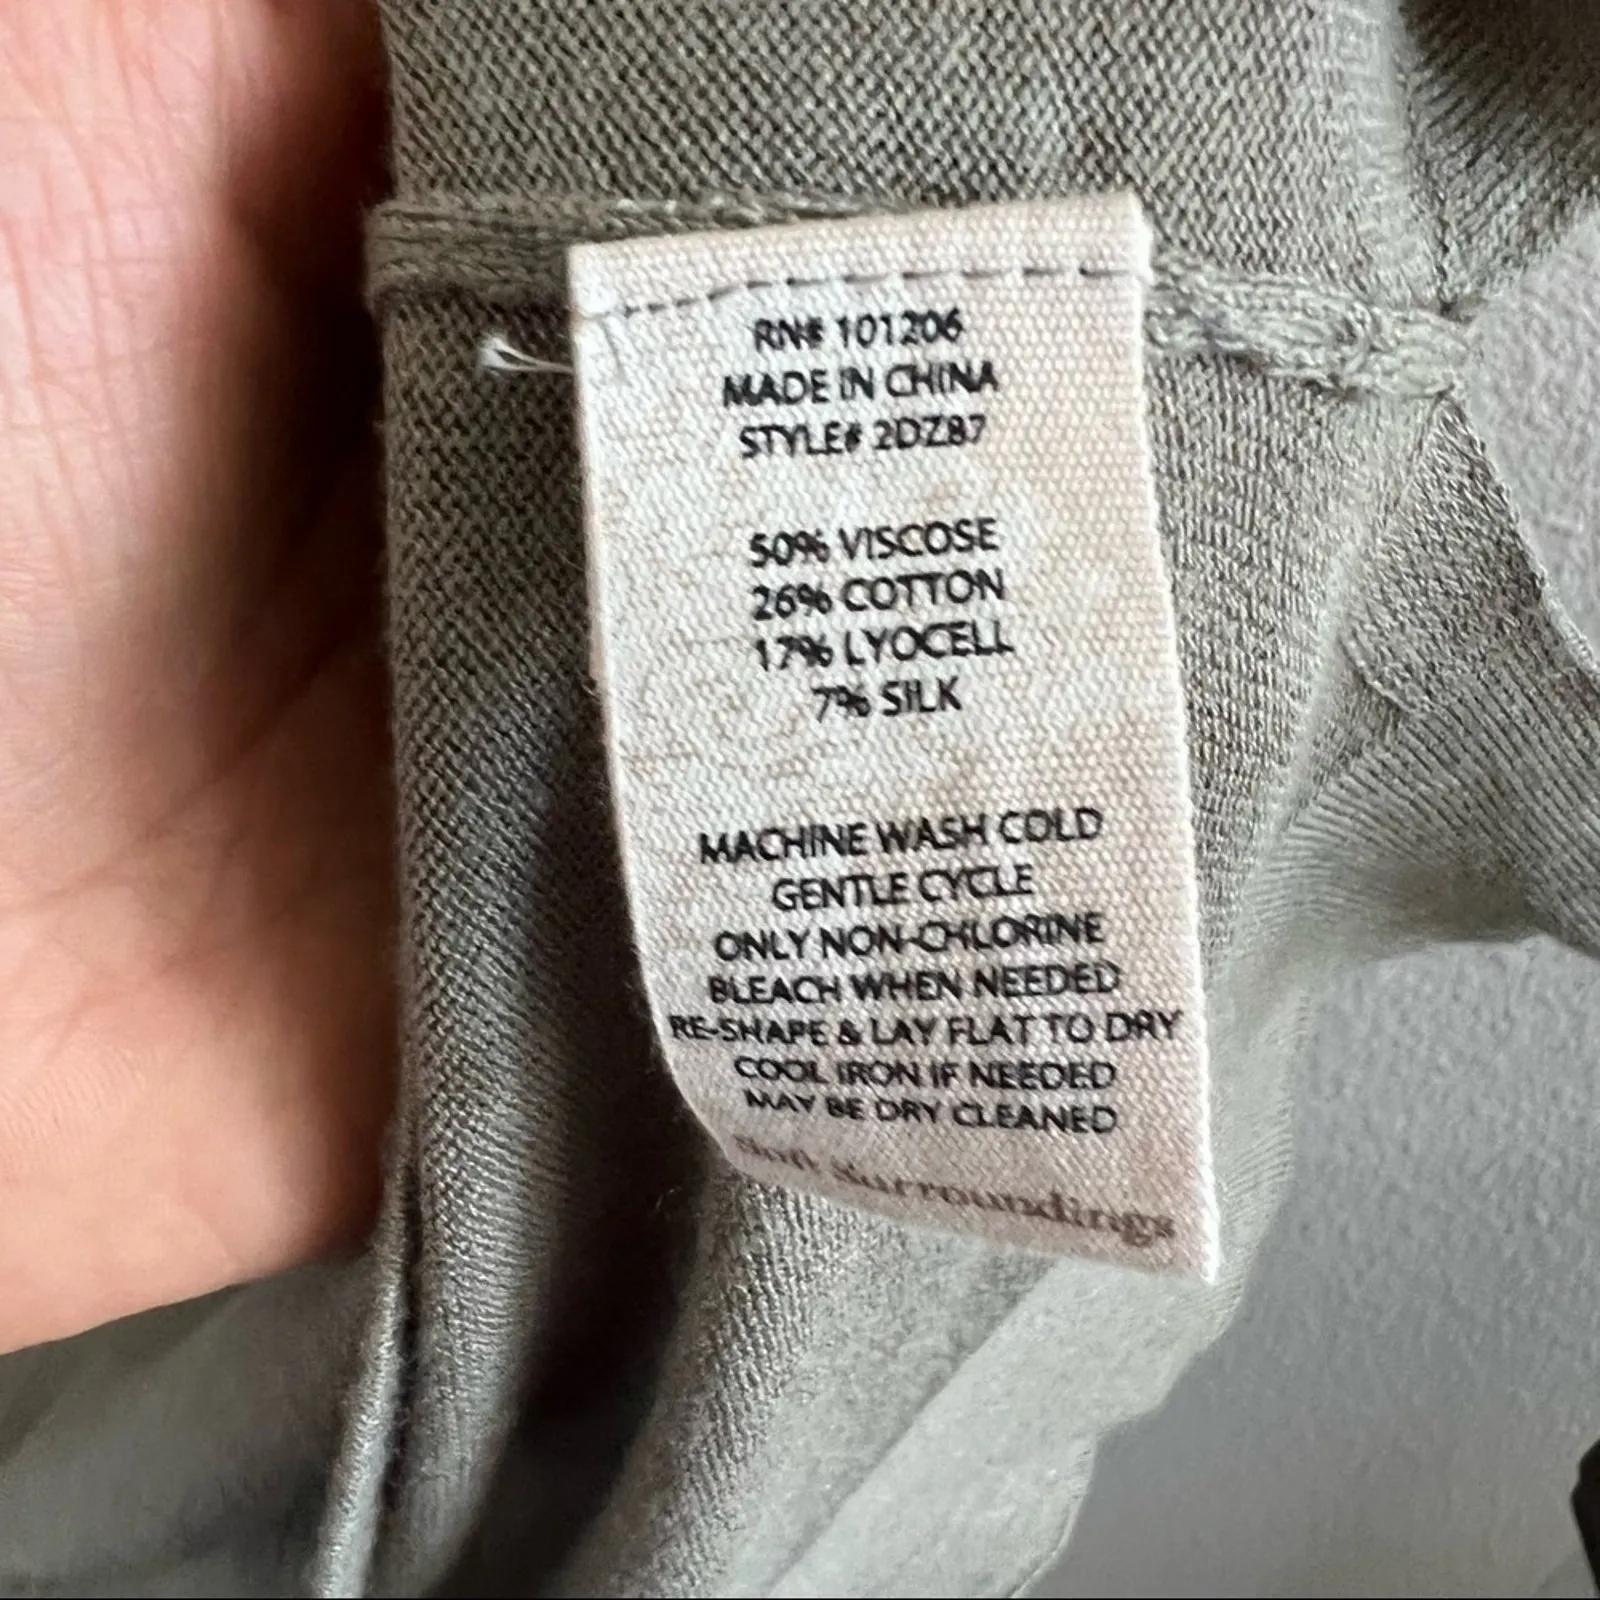 RN# 101206
MADE IN CHINA
STYLE# 2DZ87
50% VISCOSE
26% COTTON
17% LYOCELL
7% SILK
MACHINE WASH COLD
GENTLE CYCLE
ONLY NON-CHLORINE
BLEACH WHEN NEEDED
RE-SHAPE & LAY FLAT TO DRY
COOL IRON IF NEEDED
MAY BE DRY CLEANED
Soft Surroundings